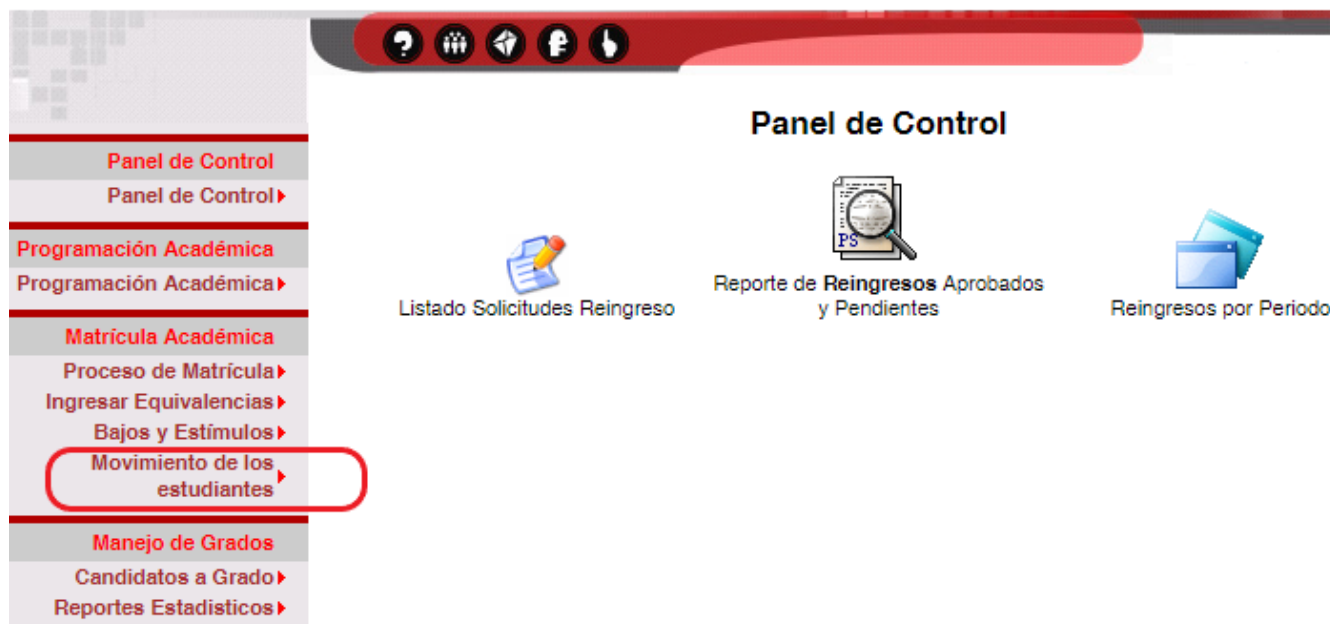 Panel de Control
Panel de Control
Programación Académica
Programación Académica
Matrícula Académica
Proceso de Matrícula
Ingresar Equivalencias
Bajos y Estímulos
Movimiento de los
estudiantes
Manejo de Grados
Candidatos a Grado
Reportes Estadisticos
?
Panel de Control
Listado Solicitudes Reingreso
PS
Reporte de Reingresos Aprobados
y Pendientes
Reingresos por Periodo